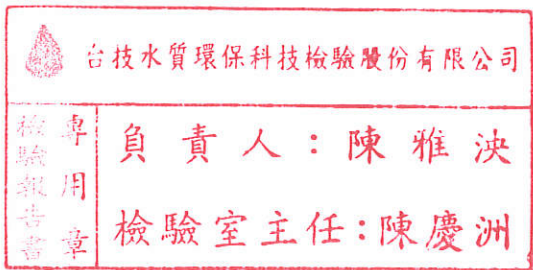 台技水質環保科技檢驗股份有限公司
檢驗報告書
專用章
負責人：陳雅泱
檢驗室主任：陳慶洲